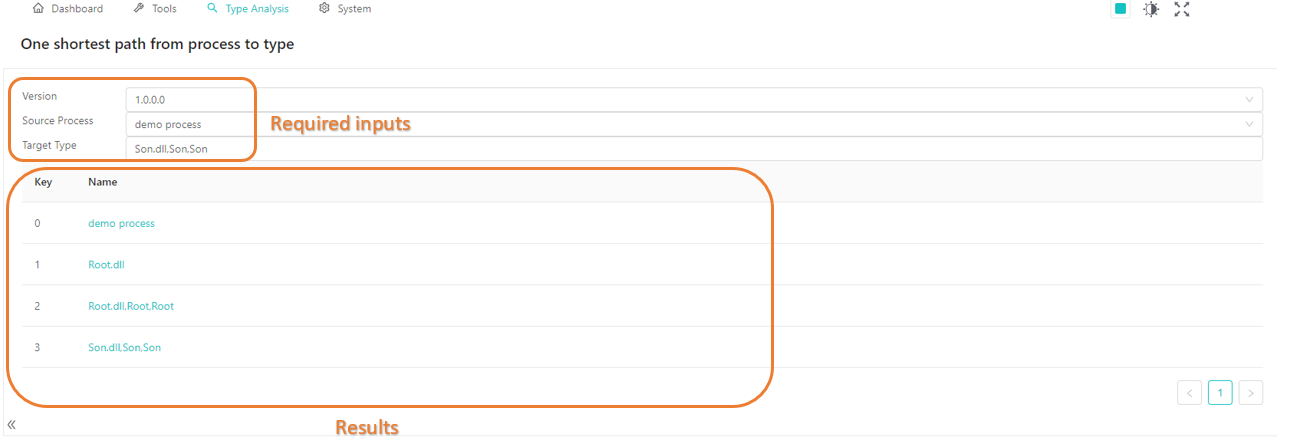 Dashboard Tools Type Analysis System
One shortest path from process to type
Version 1.0.0.0
Source Process demo process
Required inputs
Target Type Son.dll,Son,Son
Key Name
0 demo process
1 Root.dll
2 Root.dll,Root,Root
3 Son.dll,Son,Son
< 1 >
«
Results